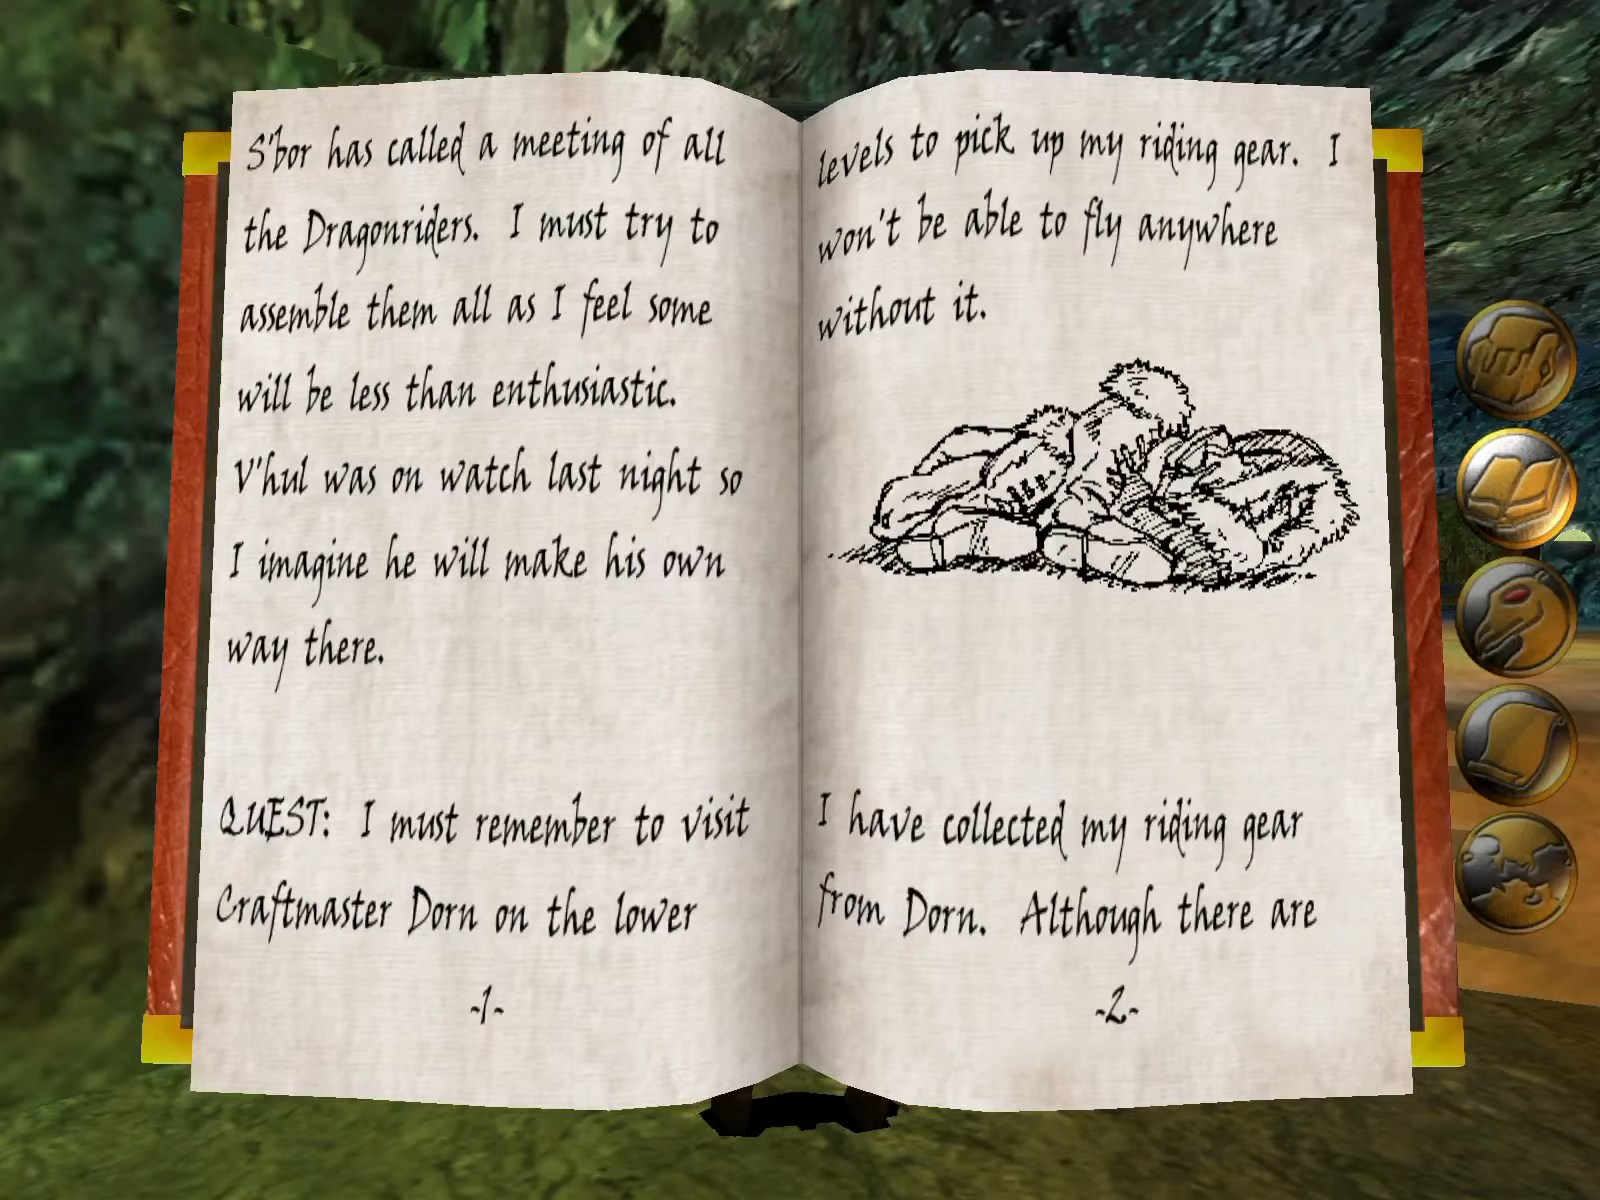 S'bor has called a meeting of all
the Dragonriders. I must try to
assemble them all as I feel some
will be less than enthusiastic.
V'hul was on watch last night so
I imagine he will make his own
way there.
QUEST: I must remember to visit
Craftmaster Dorn on the lower
-1-
levels to pick up my riding gear. I
won't be able to fly anywhere
without it.
I have collected my riding gear
from Dorn. Although there are
-2-